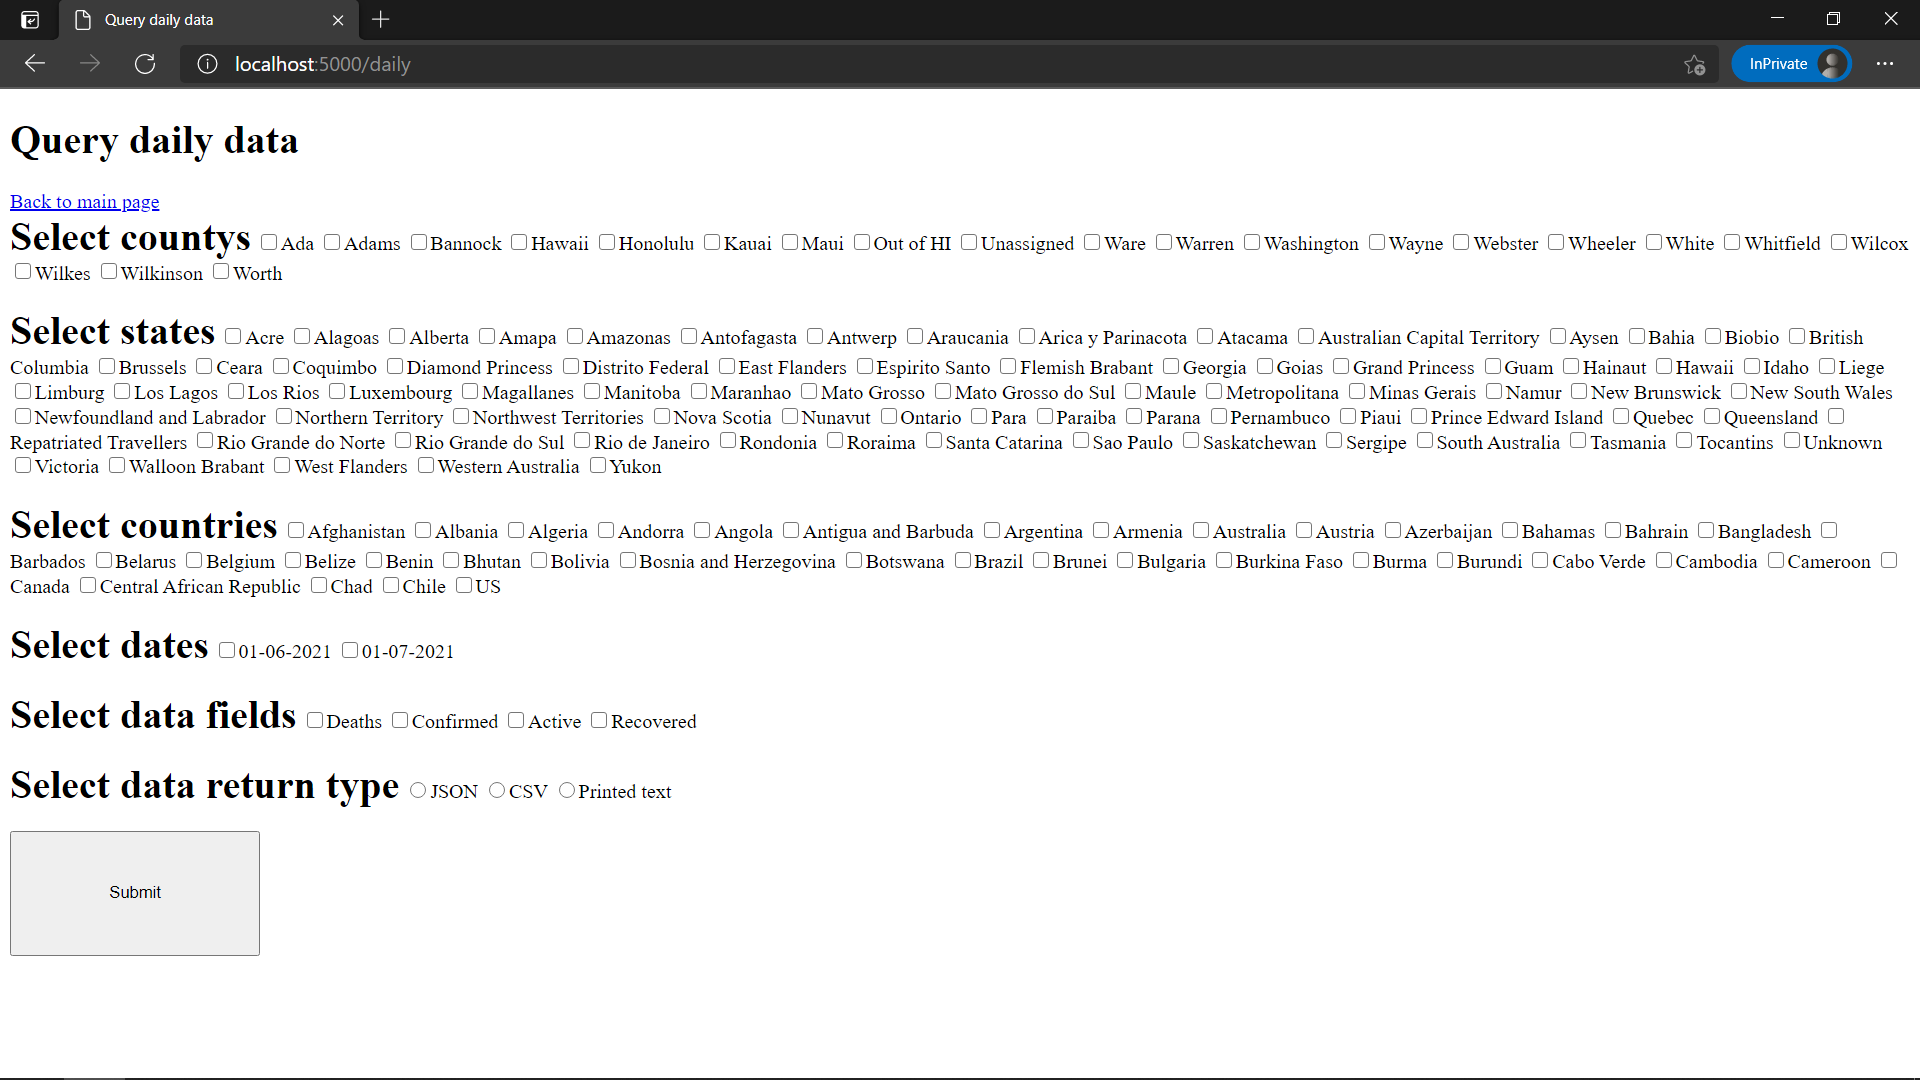 Query daily data
localhost:5000/daily
InPrivate
Query daily data
Back to main page
Select countys Ada Adams Bannock Hawaii Honolulu Kauai Maui Out of HI Unassigned Ware Warren Washington Wayne Webster Wheeler White Whitfield Wilcox
Wilkes Wilkinson Worth
Select states Acre Alagoas Alberta Amapa Amazonas Antofagasta Antwerp Araucania Arica y Parinacota Atacama Australian Capital Territory Aysen Bahia Biobio British
Columbia Brussels Ceara Coquimbo Diamond Princess Distrito Federal East Flanders Espirito Santo Flemish Brabant Georgia Goias Grand Princess Guam Hainaut Hawaii Idaho Liege
Limburg Los Lagos Los Rios Luxembourg Magallanes Manitoba Maranhao Mato Grosso Mato Grosso do Sul Maule Metropolitana Minas Gerais Namur New Brunswick New South Wales
Newfoundland and Labrador Northern Territory Northwest Territories Nova Scotia Nunavut Ontario Para Paraiba Parana Pernambuco Piaui Prince Edward Island Quebec Queensland
Repatriated Travellers Rio Grande do Norte Rio Grande do Sul Rio de Janeiro Rondonia Roraima Santa Catarina Sao Paulo Saskatchewan Sergipe South Australia Tasmania Tocantins Unknown
Victoria Walloon Brabant West Flanders Western Australia Yukon
Select countries Afghanistan Albania Algeria Andorra Angola Antigua and Barbuda Argentina Armenia Australia Austria Azerbaijan Bahamas Bahrain Bangladesh
Barbados Belarus Belgium Belize Benin Bhutan Bolivia Bosnia and Herzegovina Botswana Brazil Brunei Bulgaria Burkina Faso Burma Burundi Cabo Verde Cambodia Cameroon
Canada Central African Republic Chad Chile US
Select dates 01-06-2021 01-07-2021
Select data fields Deaths Confirmed Active Recovered
Select data return type JSON CSV Printed text
Submit